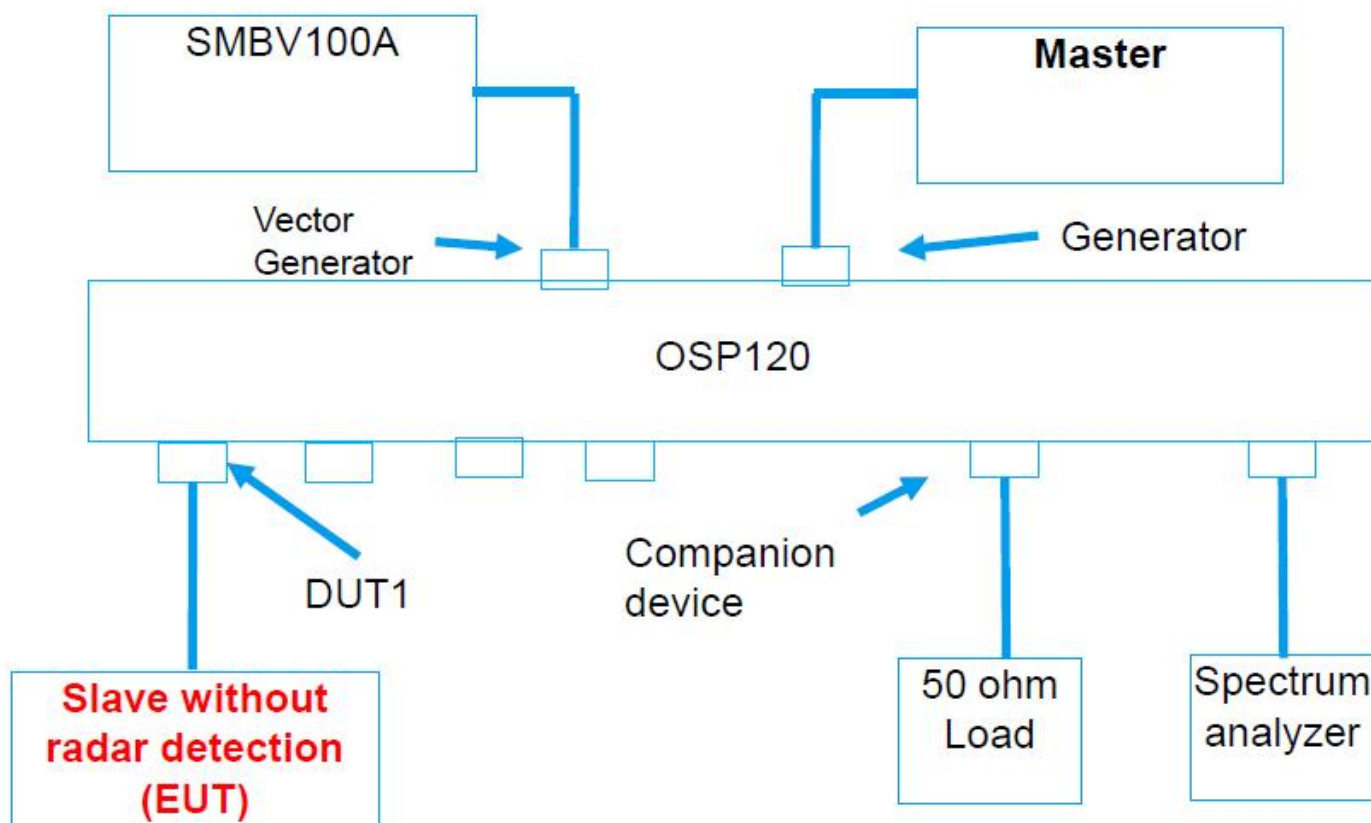 SMBV100A
Master
Vector
Generator
Generator
OSP120
DUT1
Companion
device
Slave without
radar detection
(EUT)
50 ohm
Load
Spectrum
analyzer